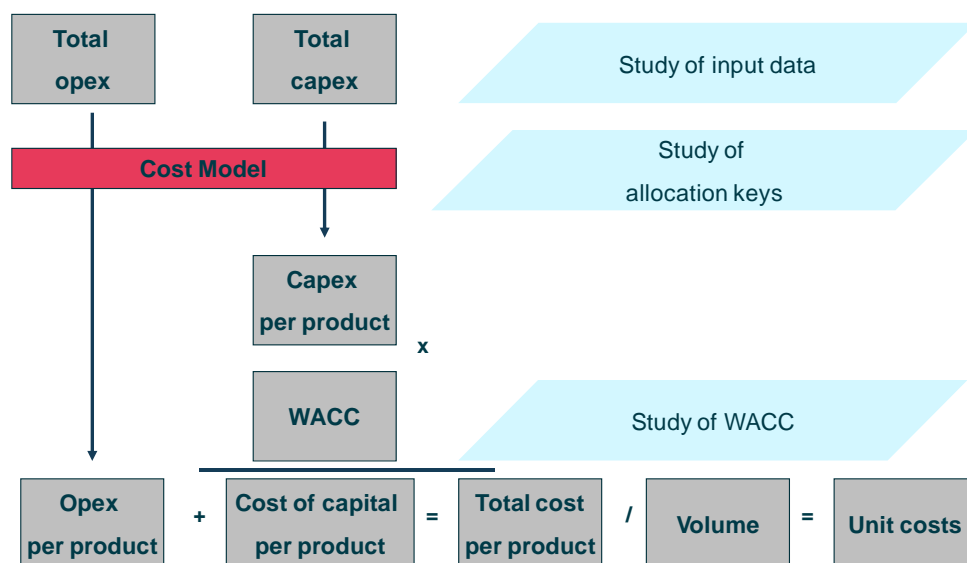 Total
opex
Total
capex
Study of input data
Cost Model
Study of
allocation keys
Capex
per product
x
WACC
Study of WACC
Opex
per product
+
Cost of capital
per product
=
Total cost
per product
/
Volume
=
Unit costs